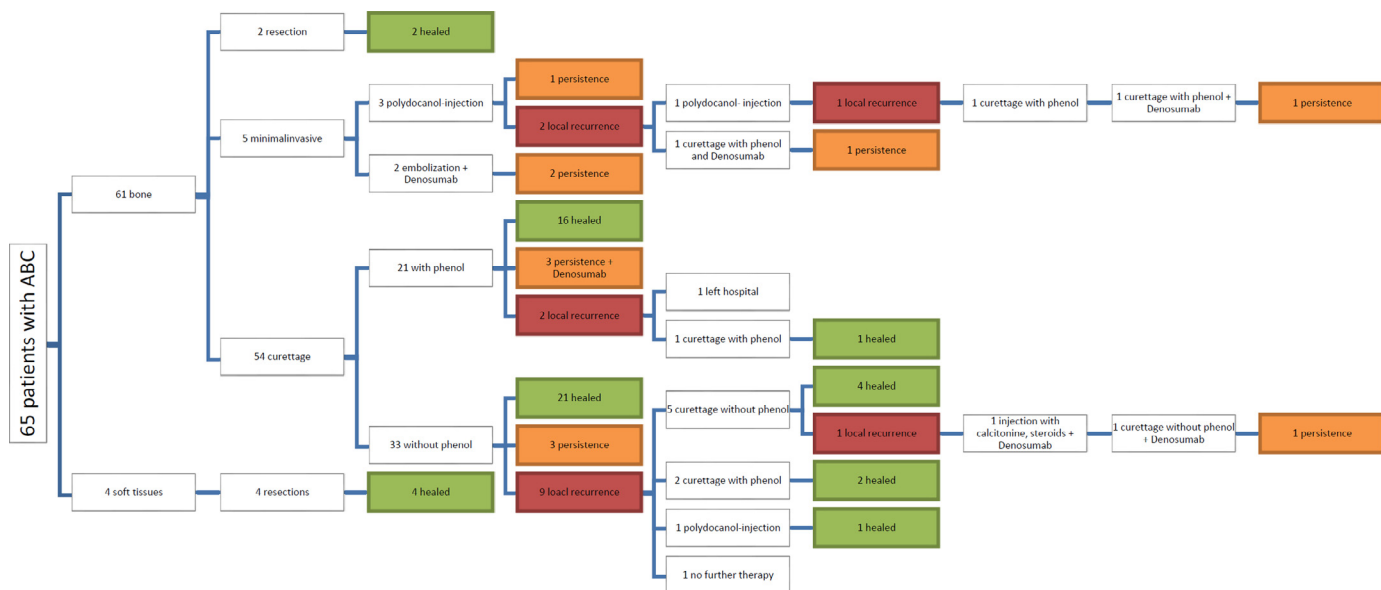 65 patients with ABC
61 bone
2 resection
2 healed
5 minimalinvasive
3 polydocanol-injection
1 persistence
2 local recurrence
1 polydocanol- injection
1 local recurrence
1 curettage with phenol
1 curettage with phenol +
Denosumab
1 persistence
1 curettage with phenol
and Denosumab
1 persistence
2 embolization +
Denosumab
2 persistence
54 curettage
21 with phenol
16 healed
3 persistence +
Denosumab
2 local recurrence
1 left hospital
1 curettage with phenol
1 healed
33 without phenol
21 healed
3 persistence
9 loacl recurrence
5 curettage without phenol
4 healed
1 local recurrence
1 injection with
calcitonine, steroids +
Denosumab
1 curettage without phenol
+ Denosumab
1 persistence
2 curettage with phenol
2 healed
1 polydocanol-injection
1 healed
1 no further therapy
4 soft tissues
4 resections
4 healed